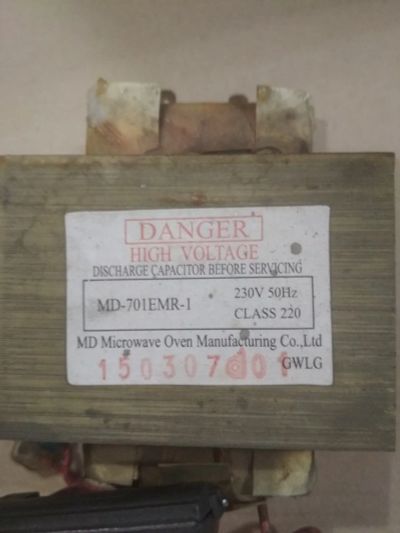 DANGER
HIGH VOLTAGE
DISCHARGE CAPACITOR BEFORE SERVICING
MD-701EMR-1
230V 50Hz
CLASS 220
MD Microwave Oven Manufacturing Co.,Ltd
GWLG